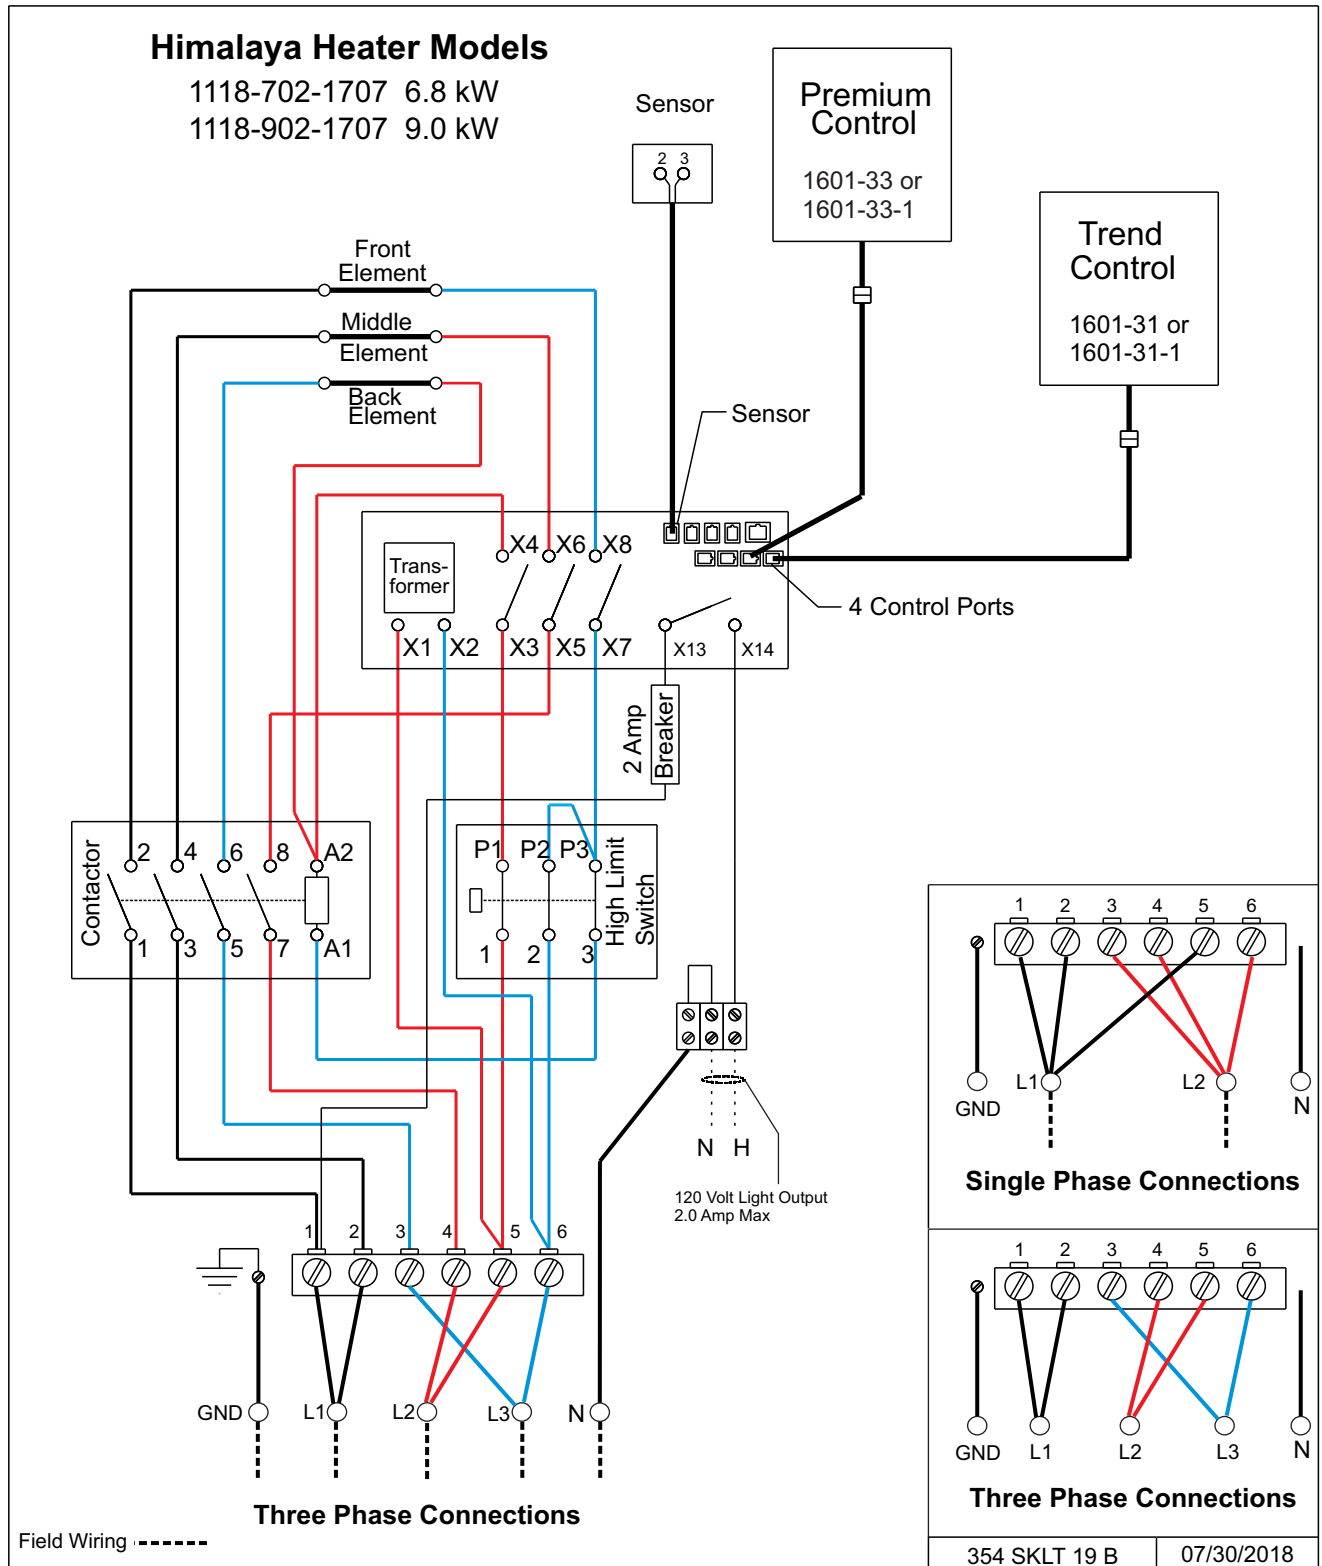 Himalaya Heater Models
1118-702-1707 6.8 kW
1118-902-1707 9.0 kW
Sensor
2 3
Premium
Control
1601-33 or
1601-33-1
Trend
Control
1601-31 or
1601-31-1
Front
Element
Middle
Element
Back
Element
Sensor
X4 X6 X8
Trans-
former
4 Control Ports
X1 X2 X3 X5 X7 X13 X14
2 Amp
Breaker
Contactor
2 4 6 8 A2
1 3 5 7 A1
P1 P2 P3
1 2 3
High Limit
Switch
N H
120 Volt Light Output
2.0 Amp Max
1 2 3 4 5 6
GND L1 L2 L3 N
Three Phase Connections
Field Wiring
1 2 3 4 5 6
GND L1 L2 N
Single Phase Connections
1 2 3 4 5 6
GND L1 L2 L3 N
Three Phase Connections
354 SKLT 19 B 07/30/2018